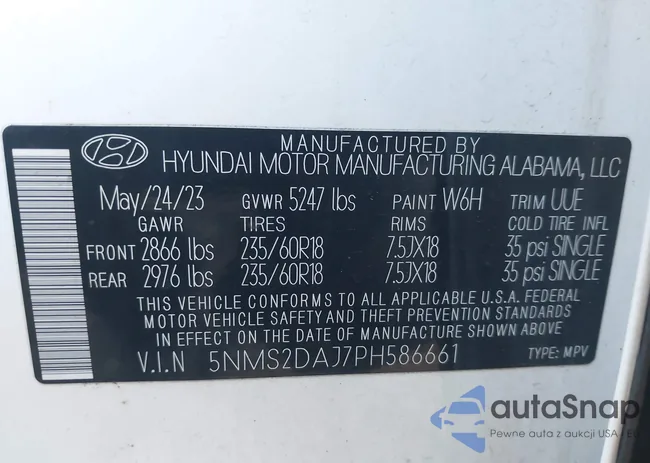 MANUFACTURED BY
HYUNDAI MOTOR MANUFACTURING ALABAMA, LLC
May/24/23 GVWR 5247 lbs PAINT W6H TRIM UUE
GAWR TIRES RIMS COLD TIRE INFL
FRONT 2866 lbs 235/60R18 7.5JX18 35 psi SINGLE
REAR 2976 lbs 235/60R18 7.5JX18 35 psi SINGLE
THIS VEHICLE CONFORMS TO ALL APPLICABLE U.S.A. FEDERAL
MOTOR VEHICLE SAFETY AND THEFT PREVENTION STANDARDS
IN EFFECT ON THE DATE OF MANUFACTURE SHOWN ABOVE.
V.I.N 5NMS2DAJ7PH586661 TYPE: MPV
autaSnap
Pewne auta z aukcji USA i EU